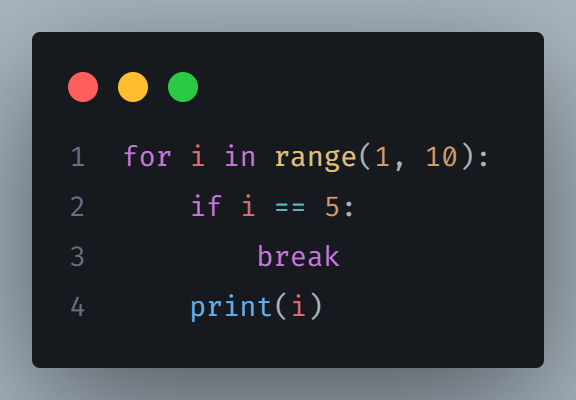 1 for i in range(1, 10):
2     if i == 5:
3         break
4     print(i)